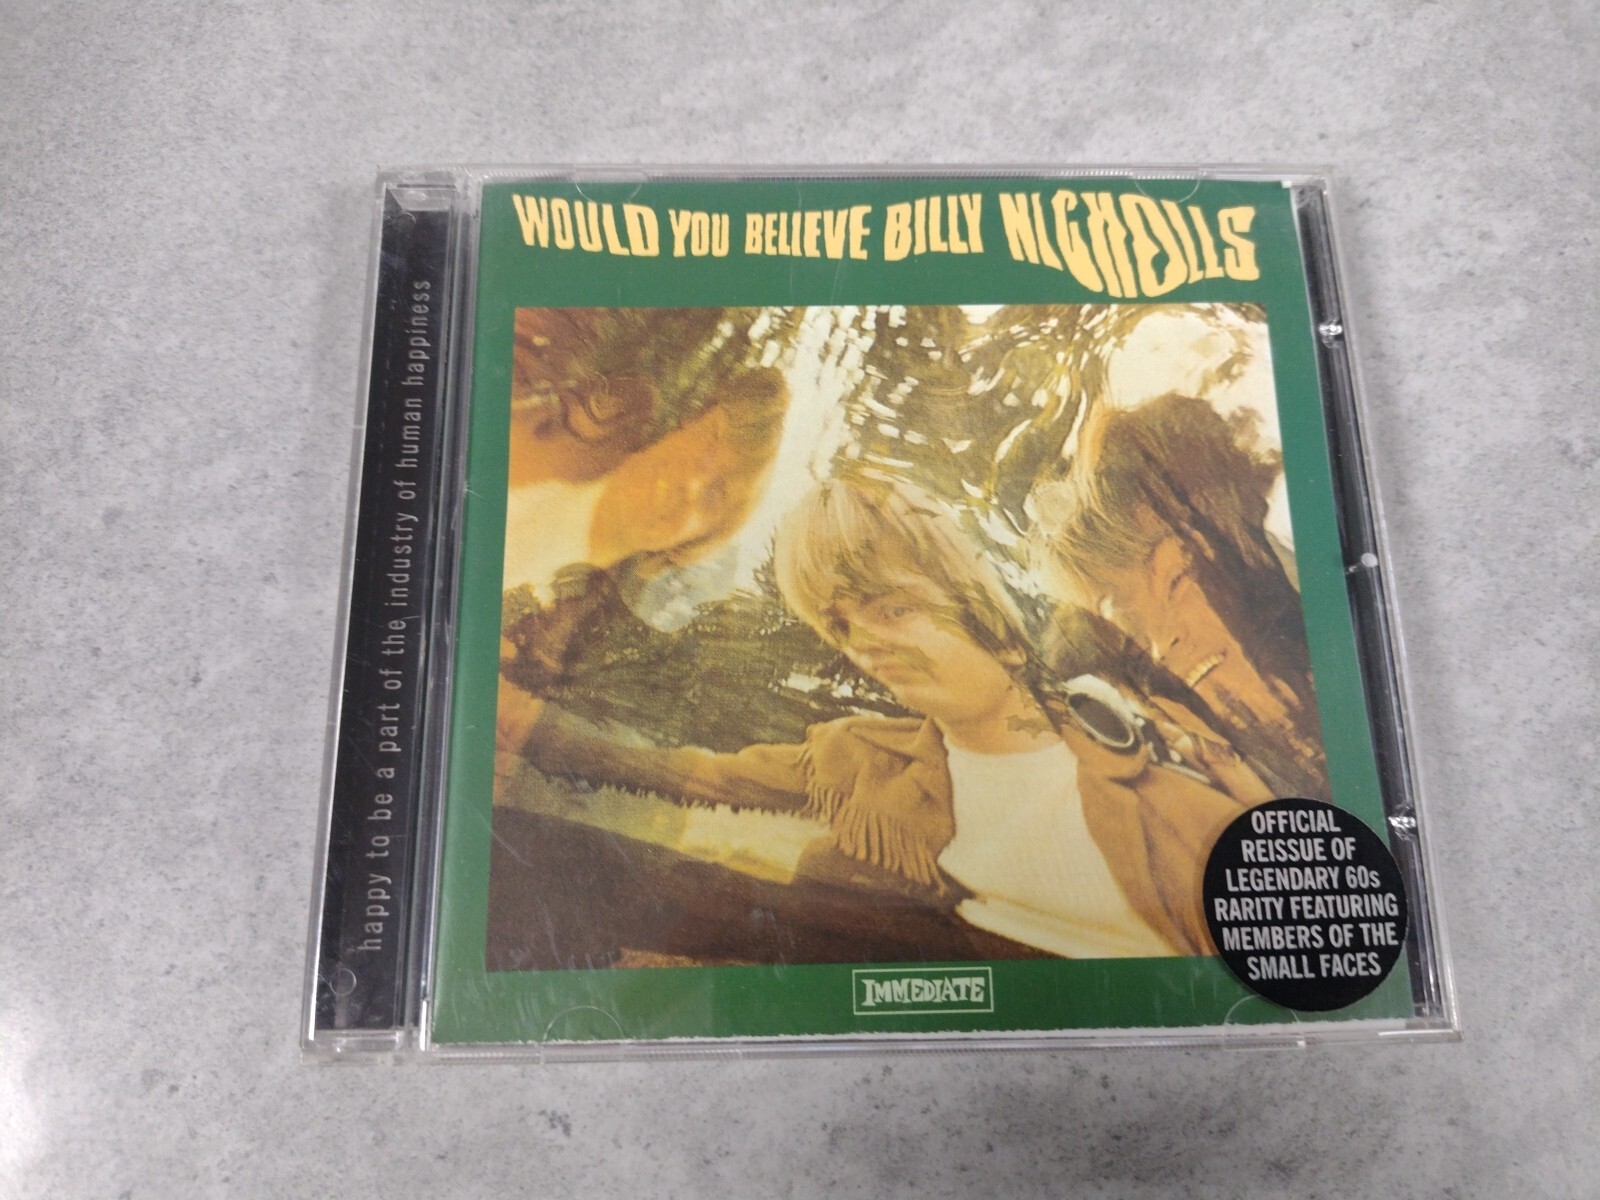 WOULD YOU BELIEVE BILLY NICHOLLS
happy to be a part of the industry of human happiness
OFFICIAL
REISSUE OF
LEGENDARY 60s
RARITY FEATURING
MEMBERS OF THE
SMALL FACES
IMMEDIATE